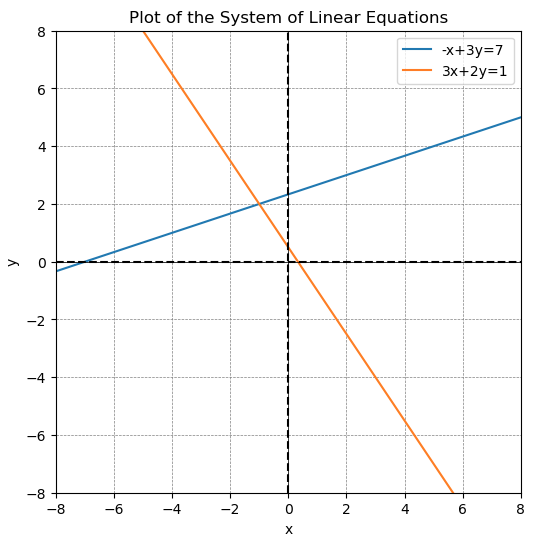 Plot of the System of Linear Equations
-x+3y=7
3x+2y=1
8
6
4
2
0
−2
−4
−6
−8
y
−8 −6 −4 −2 0 2 4 6 8
x